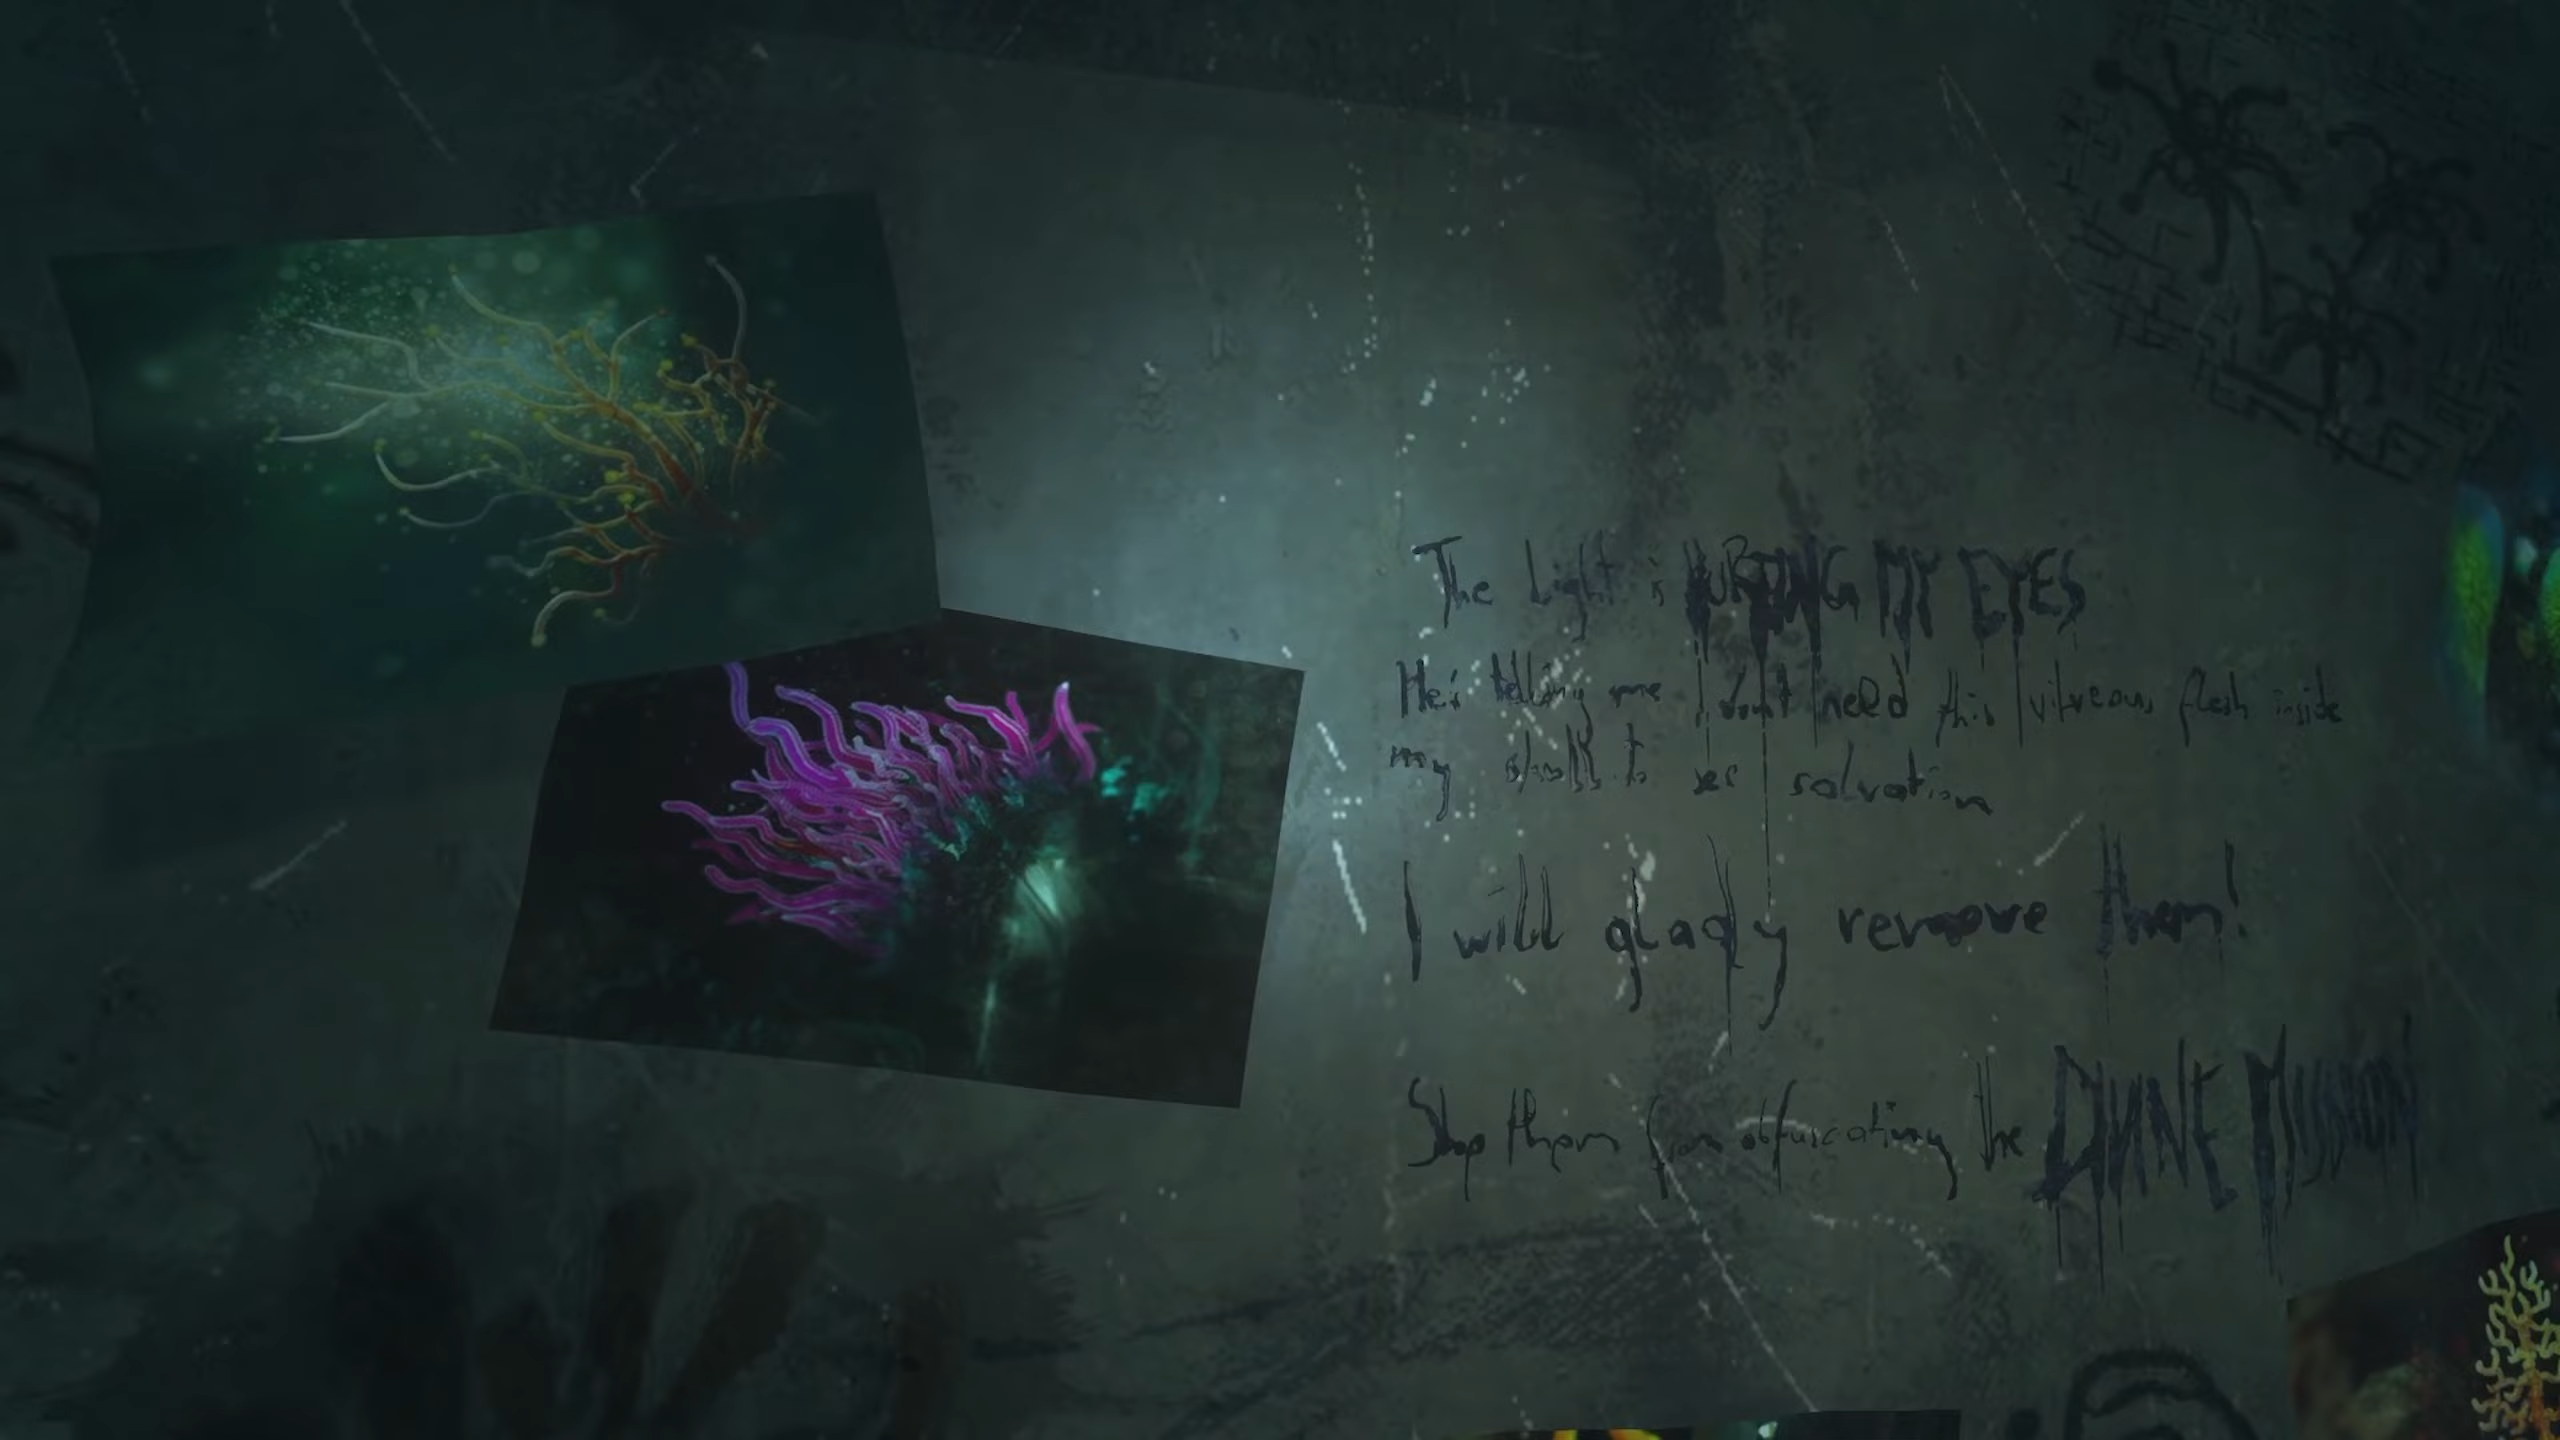 The Light is HURTING MY EYES
He's telling me I don't need this vitreous flesh inside
my skull to see salvation
I will gladly remove them!
Stop them from obfuscating the DIVINE MISSION